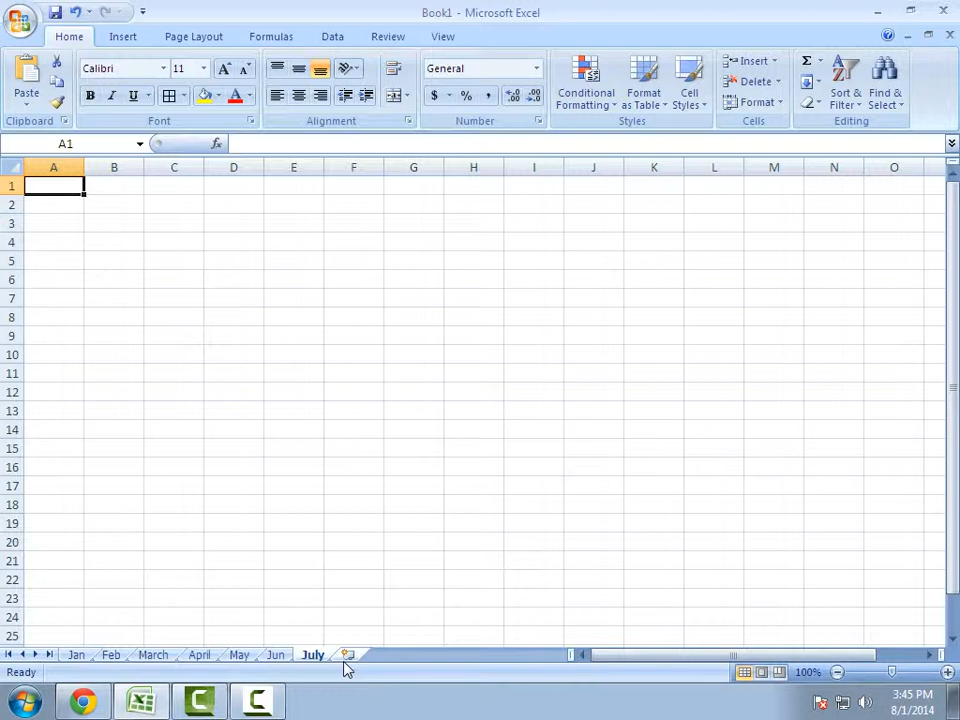 Book1 - Microsoft Excel
Home Insert Page Layout Formulas Data Review View
Paste Calibri 11 General Conditional Formatting Format as Table Cell Styles Insert Delete Format Sort & Filter Find & Select
B I U A $ % , Σ
Clipboard Font Alignment Number Styles Cells Editing
A1 fx
A B C D E F G H I J K L M N O
1
2
3
4
5
6
7
8
9
10
11
12
13
14
15
16
17
18
19
20
21
22
23
24
25
Jan Feb March April May Jun July
Ready 100%
3:45 PM
8/1/2014